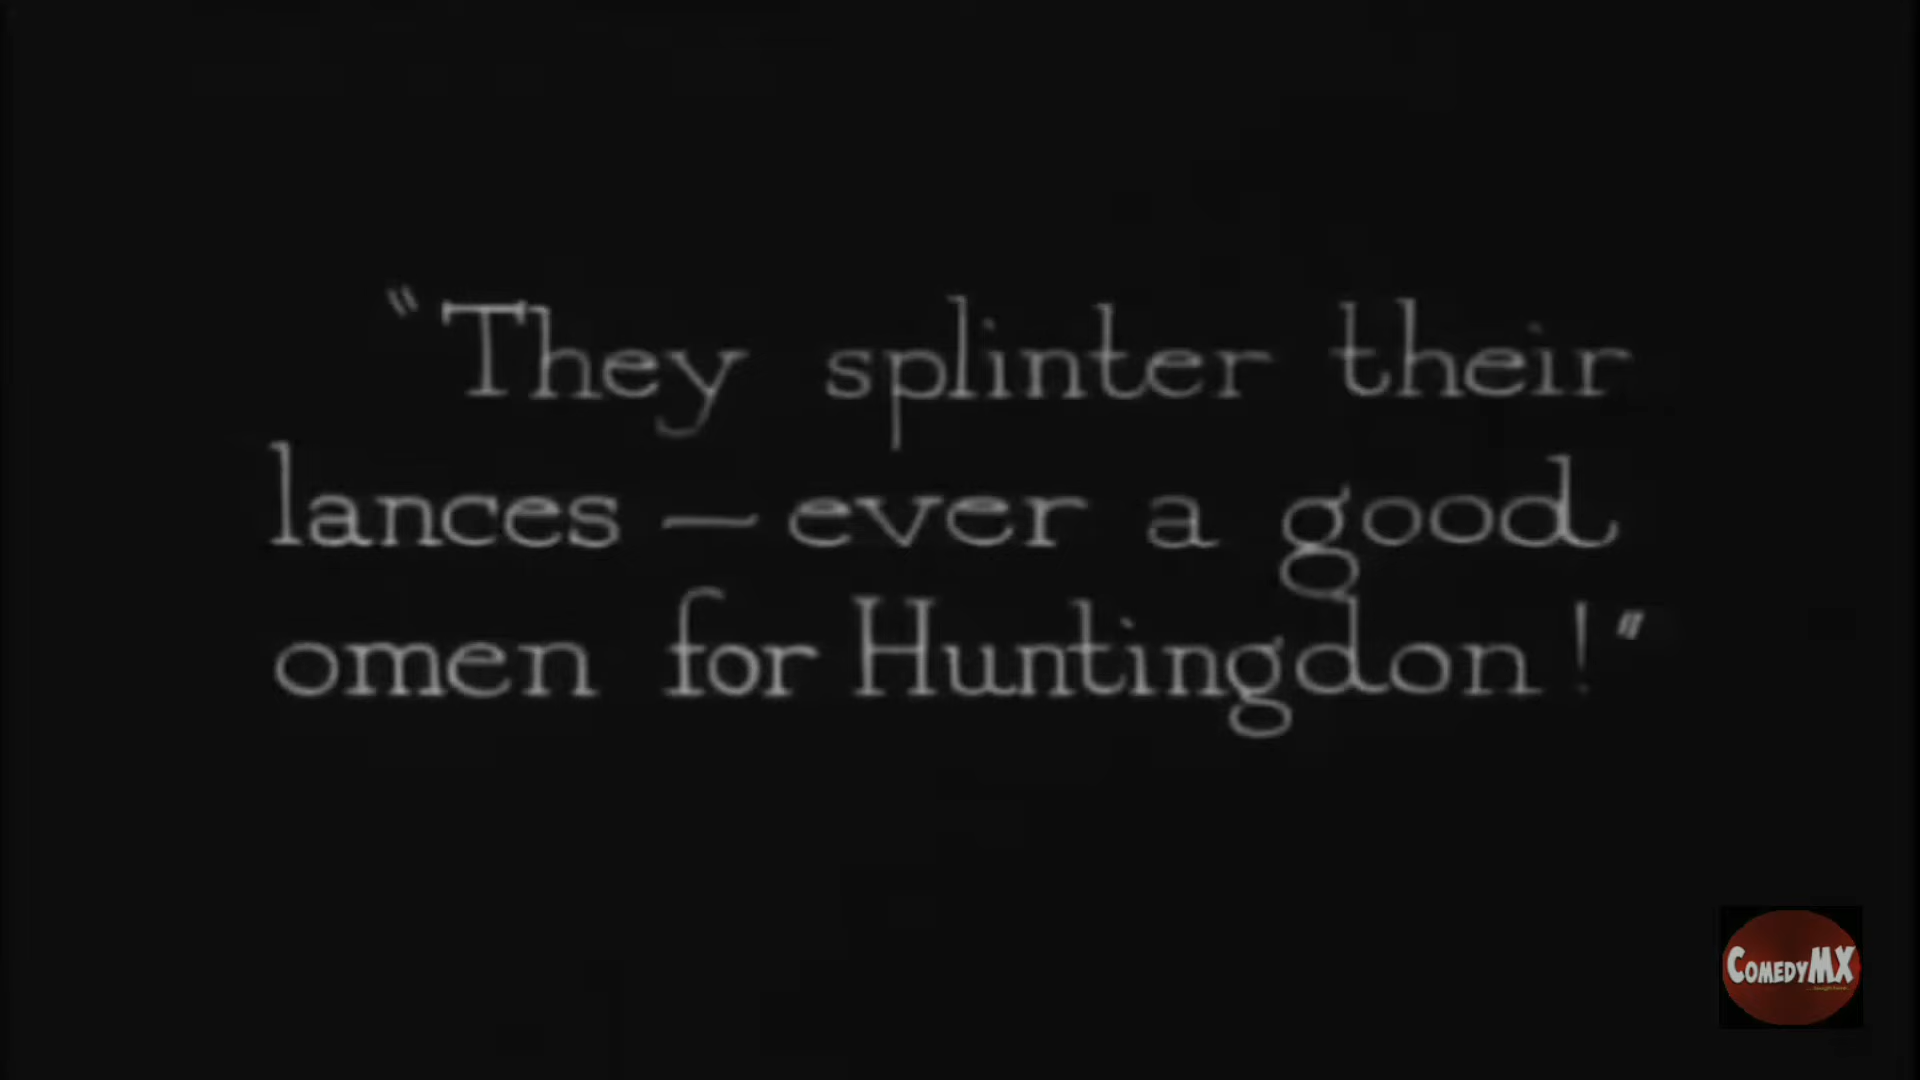 “They splinter their
lances — ever a good
omen for Huntingdon!”
COMEDYMX